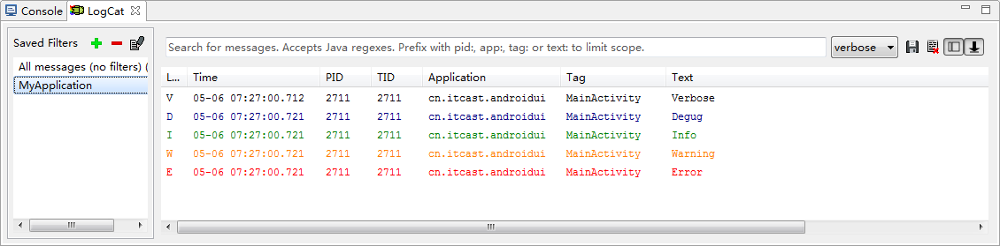 Console LogCat
Saved Filters
Search for messages. Accepts Java regexes. Prefix with pid:, app:, tag: or text: to limit scope. verbose
All messages (no filters) (
MyApplication
L... Time PID TID Application Tag Text
V 05-06 07:27:00.712 2711 2711 cn.itcast.androidui MainActivity Verbose
D 05-06 07:27:00.721 2711 2711 cn.itcast.androidui MainActivity Degug
I 05-06 07:27:00.721 2711 2711 cn.itcast.androidui MainActivity Info
W 05-06 07:27:00.721 2711 2711 cn.itcast.androidui MainActivity Warning
E 05-06 07:27:00.721 2711 2711 cn.itcast.androidui MainActivity Error